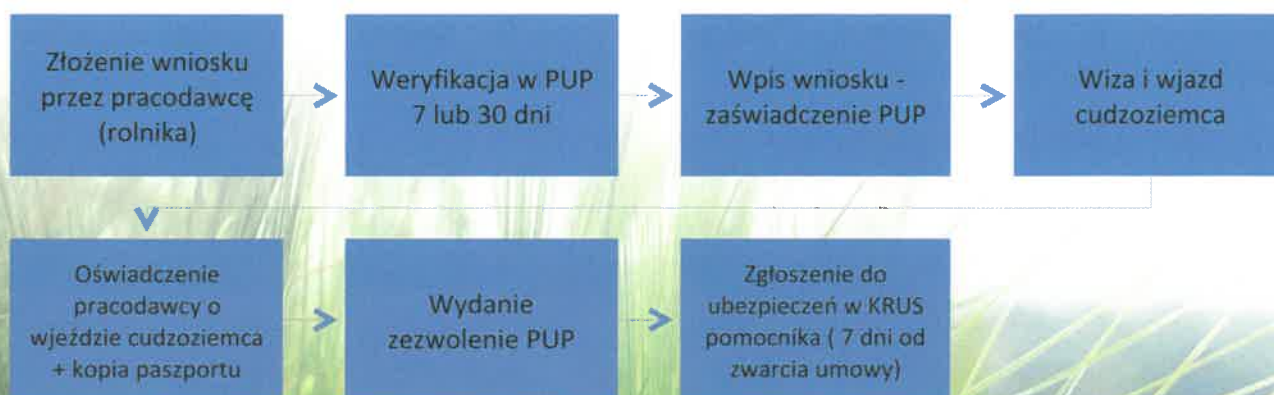 Złożenie wniosku
przez pracodawcę
(rolnika)
Weryfikacja w PUP
7 lub 30 dni
Wpis wniosku -
zaświadczenie PUP
Wiza i wjazd
cudzoziemca
Oświadczenie
pracodawcy o
wjeździe cudzoziemca
+ kopia paszportu
Wydanie
zezwolenie PUP
Zgłoszenie do
ubezpieczeń w KRUS
pomocnika ( 7 dni od
zwarcia umowy)